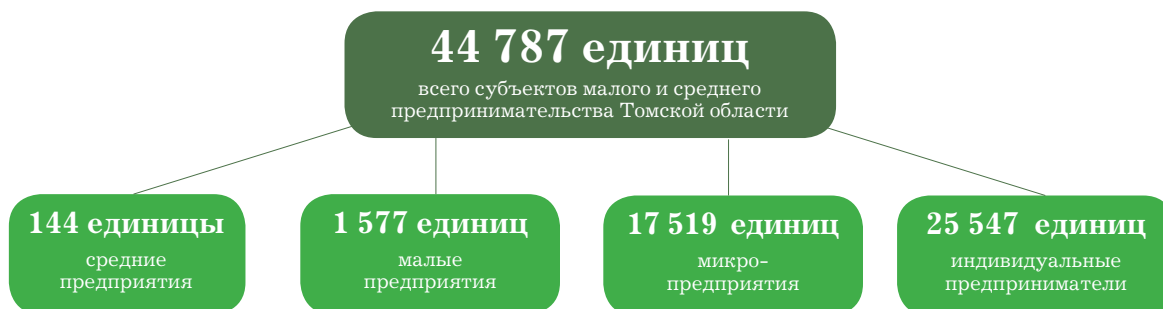 44 787 единиц
всего субъектов малого и среднего
предпринимательства Томской области
144 единицы
средние
предприятия
1 577 единиц
малые
предприятия
17 519 единиц
микро-
предприятия
25 547 единиц
индивидуальные
предприниматели